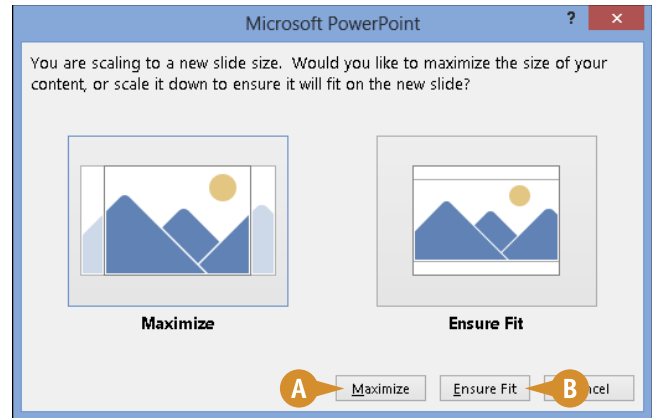 Microsoft PowerPoint
?
You are scaling to a new slide size. Would you like to maximize the size of your
content, or scale it down to ensure it will fit on the new slide?
Maximize
Ensure Fit
A
Maximize
Ensure Fit
B